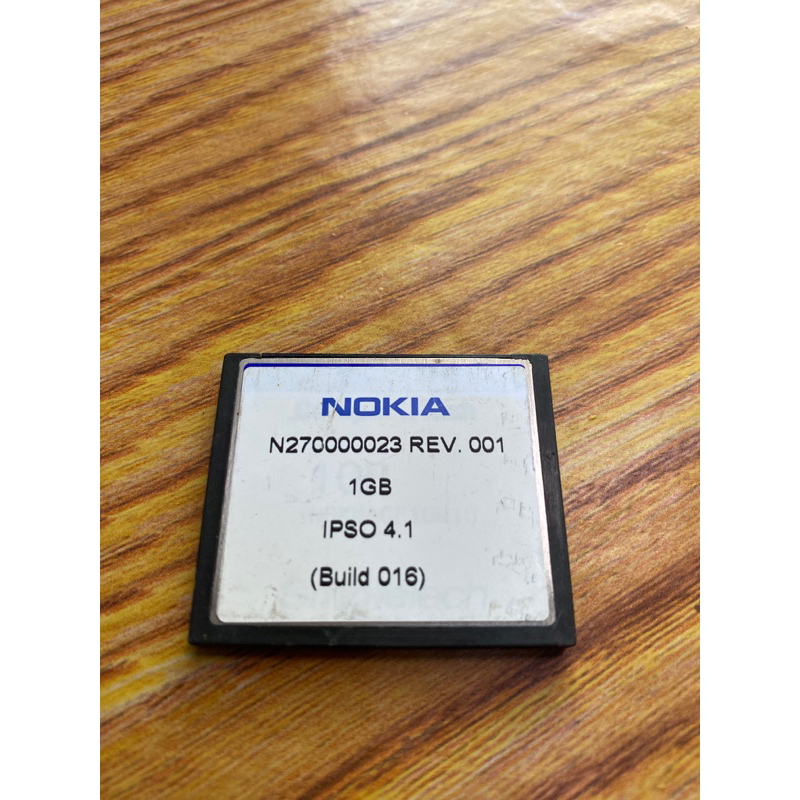 NOKIA
N270000023 REV. 001
1GB
IPSO 4.1
(Build 016)